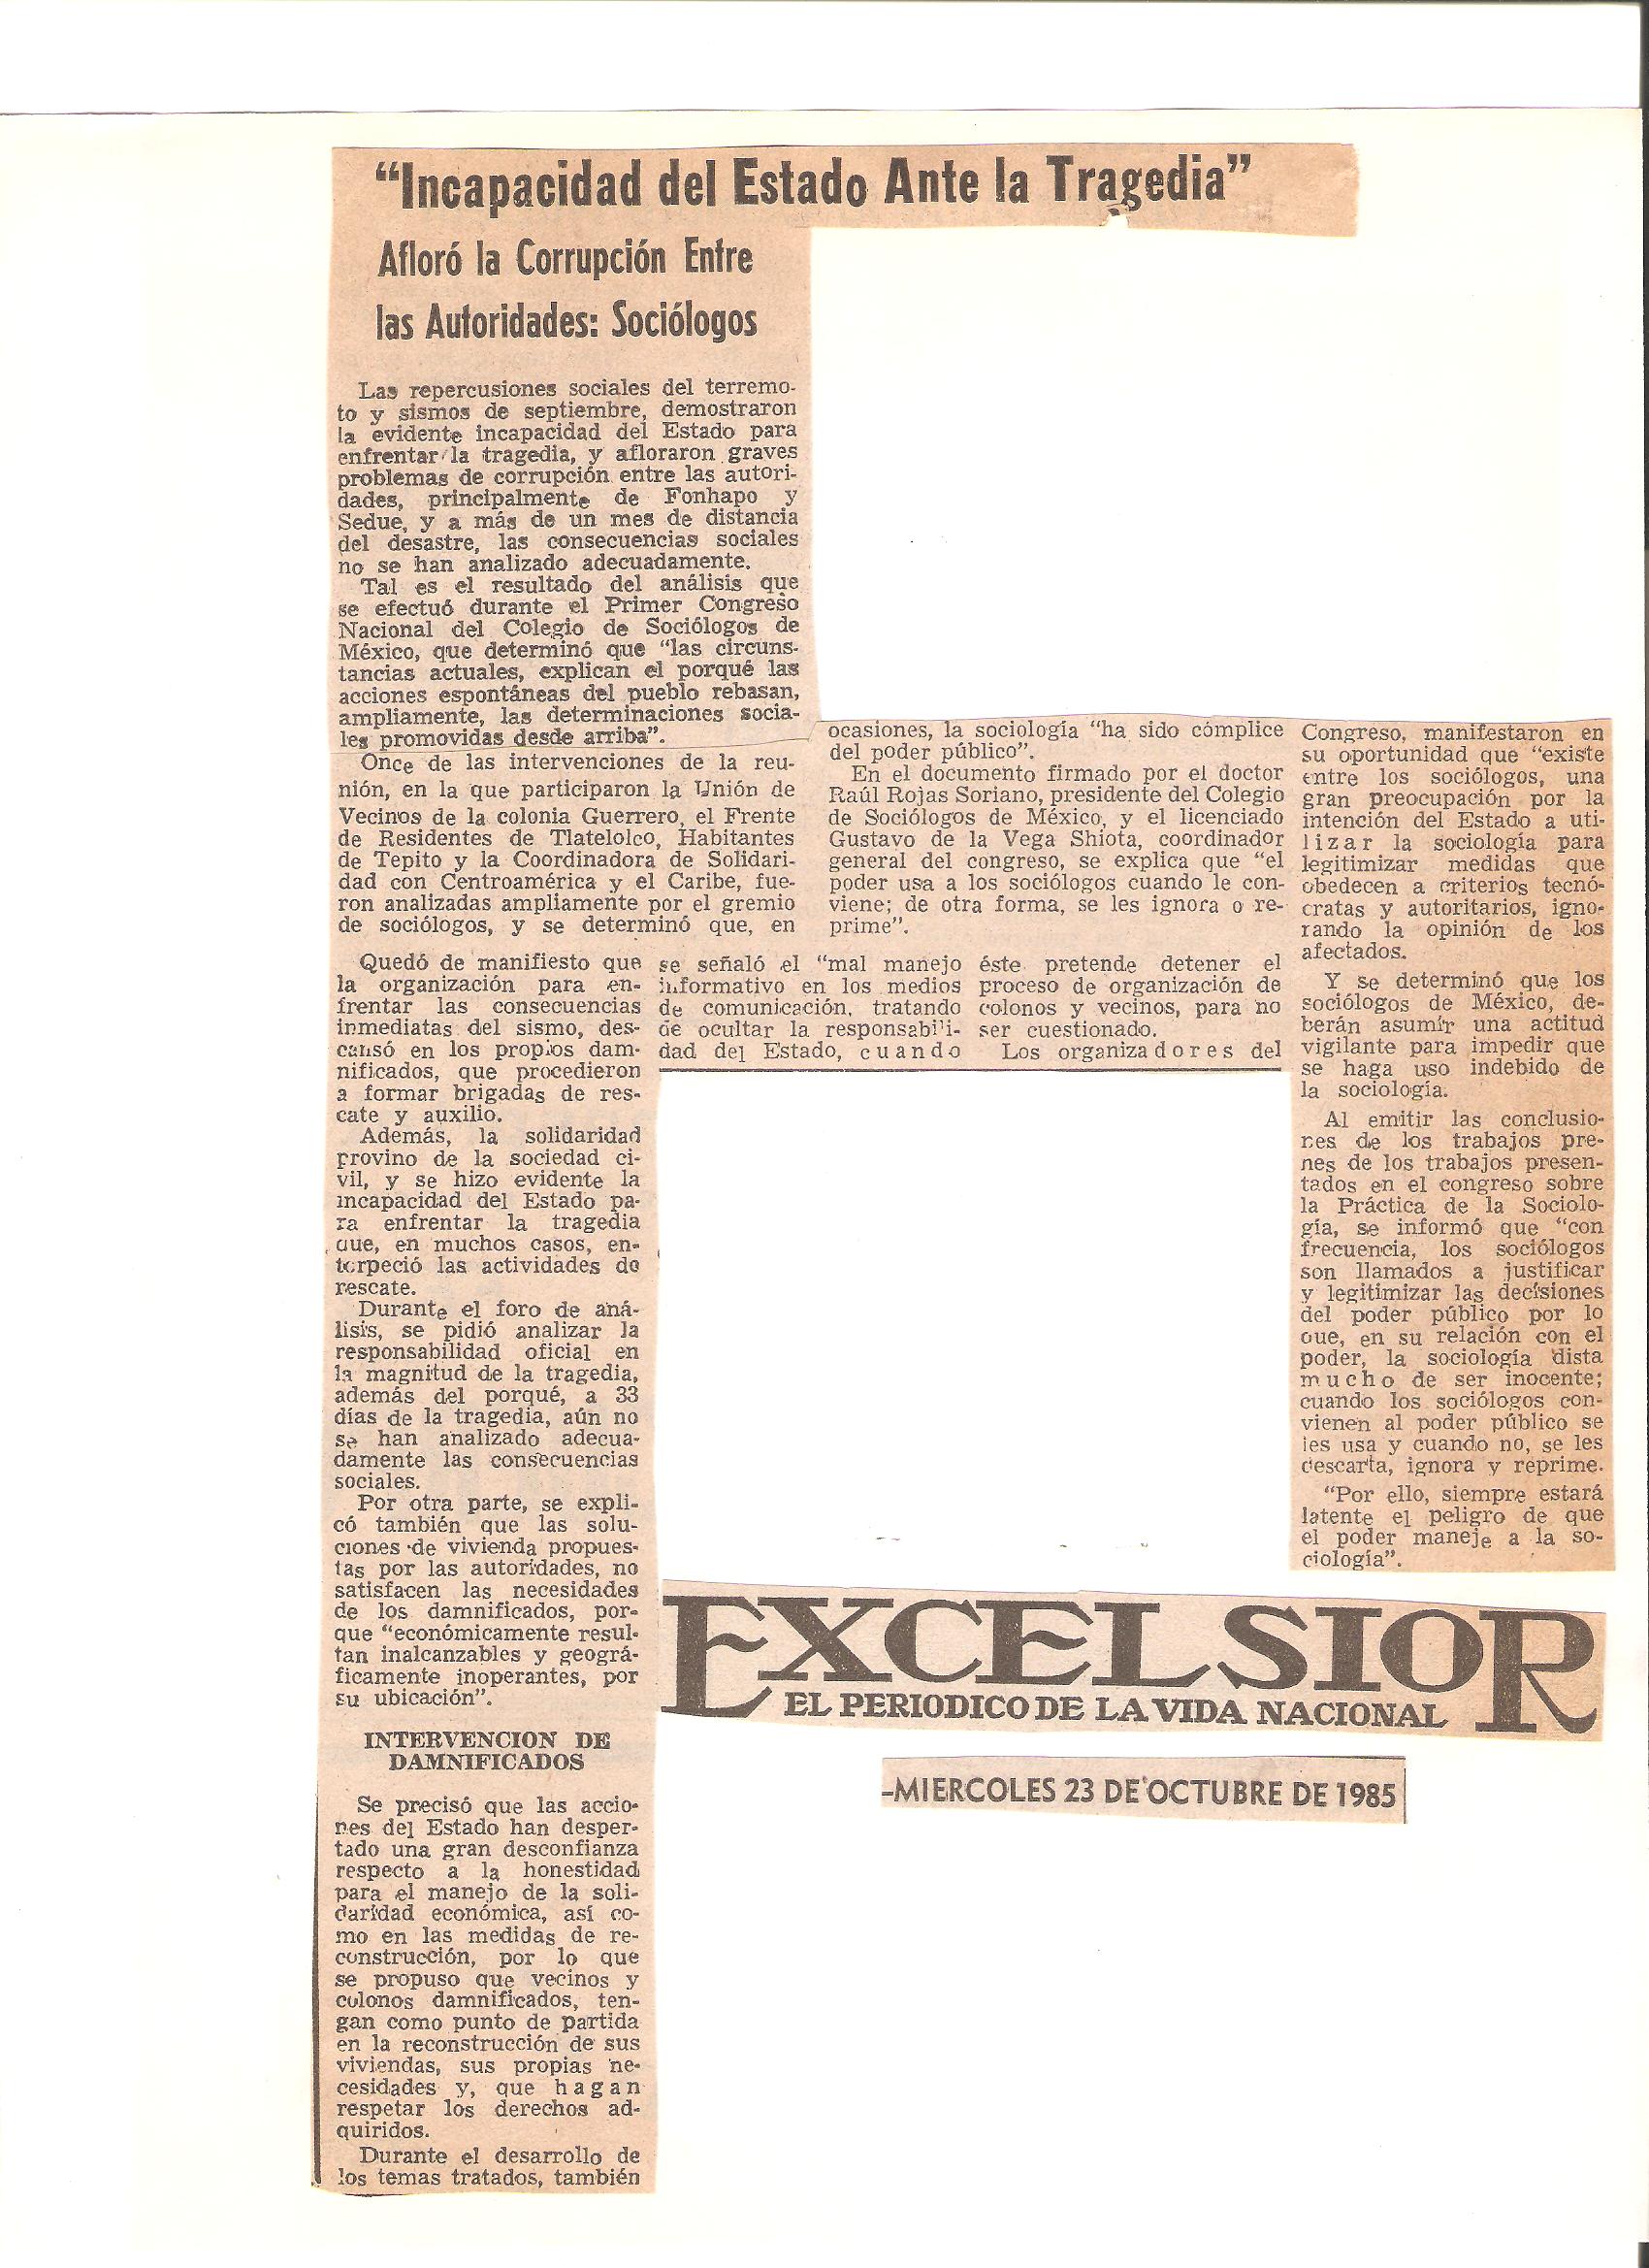 “Incapacidad del Estado Ante la Tragedia”
Afloró la Corrupción Entre
las Autoridades: Sociólogos
Las repercusiones sociales del terremo-
to y sismos de septiembre, demostraron
la evidente incapacidad del Estado para
enfrentar la tragedia, y afloraron graves
problemas de corrupción entre las autori-
dades, principalmente de Fonhapo y
Sedue, y a más de un mes de distancia
del desastre, las consecuencias sociales
no se han analizado adecuadamente.
Tal es el resultado del análisis que
se efectuó durante el Primer Congreso
Nacional del Colegio de Sociólogos de
México, que determinó que “las circuns-
tancias actuales, explican el porqué las
acciones espontáneas del pueblo rebasan,
ampliamente, las determinaciones socia-
les promovidas desde arriba”.
Once de las intervenciones de la reu-
nión, en la que participaron la Unión de
Vecinos de la colonia Guerrero, el Frente
de Residentes de Tlatelolco, Habitantes
de Tepito y la Coordinadora de Solidari-
dad con Centroamérica y el Caribe, fue-
ron analizadas ampliamente por el gremio
de sociólogos, y se determinó que, en
ocasiones, la sociología “ha sido cómplice
del poder público”.
En el documento firmado por el doctor
Raúl Rojas Soriano, presidente del Colegio
de Sociólogos de México, y el licenciado
Gustavo de la Vega Shiota, coordinador
general del congreso, se explica que “el
poder usa a los sociólogos cuando le con-
viene; de otra forma, se les ignora o re-
prime”.
Quedó de manifiesto que
la organización para en-
frentar las consecuencias
inmediatas del sismo, des-
cansó en los propios dam-
nificados, que procedieron
a formar brigadas de res-
cate y auxilio.
Además, la solidaridad
provino de la sociedad ci-
vil, y se hizo evidente la
incapacidad del Estado pa-
ra enfrentar la tragedia
que, en muchos casos, en-
torpeció las actividades de
rescate.
Durante el foro de aná-
lisis, se pidió analizar la
responsabilidad oficial en
la magnitud de la tragedia,
además del porqué, a 33
días de la tragedia, aún no
se han analizado adecua-
damente las consecuencias
sociales.
Por otra parte, se expli-
có también que las solu-
ciones de vivienda propues-
tas por las autoridades, no
satisfacen las necesidades
de los damnificados, por-
que “económicamente resul-
tan inalcanzables y geográ-
ficamente inoperantes, por
su ubicación”.
INTERVENCION DE
DAMNIFICADOS
Se precisó que las accio-
nes del Estado han desper-
tado una gran desconfianza
respecto a la honestidad
para el manejo de la soli-
daridad económica, así co-
mo en las medidas de re-
construcción, por lo que
se propuso que vecinos y
colonos damnificados, ten-
gan como punto de partida
en la reconstrucción de sus
viviendas, sus propias ne-
cesidades y, que hagan
respetar los derechos ad-
quiridos.
Durante el desarrollo de
los temas tratados, también
se señaló el “mal manejo
informativo en los medios
de comunicación, tratando
de ocultar la responsabili-
dad del Estado, cuando
éste pretende detener el
proceso de organización de
colonos y vecinos, para no
ser cuestionado.
Los organizadores del
Congreso, manifestaron en
su oportunidad que “existe
entre los sociólogos, una
gran preocupación por la
intención del Estado a uti-
lizar la sociología para
legitimizar medidas que
obedecen a criterios tecnó-
cratas y autoritarios, igno-
rando la opinión de los
afectados.
Y se determinó que los
sociólogos de México, de-
berán asumir una actitud
vigilante para impedir que
se haga uso indebido de
la sociología.
Al emitir las conclusio-
nes de los trabajos pre-
nes de los trabajos presen-
tados en el congreso sobre
la Práctica de la Sociolo-
gía, se informó que “con
frecuencia, los sociólogos
son llamados a justificar
y legitimizar las decisiones
del poder público por lo
que, en su relación con el
poder, la sociología dista
mucho de ser inocente;
cuando los sociólogos con-
vienen al poder público se
les usa y cuando no, se les
descarta, ignora y reprime.
“Por ello, siempre estará
latente el peligro de que
el poder maneje a la so-
ciología”.
EXCELSIOR
EL PERIODICO DE LA VIDA NACIONAL
-MIERCOLES 23 DE OCTUBRE DE 1985